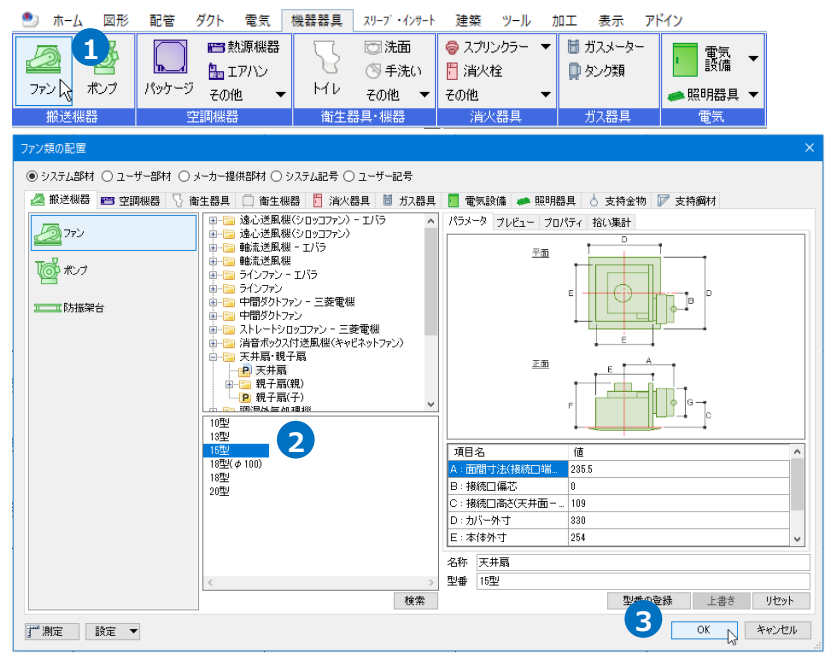 ホーム 図形 配管 ダクト 電気 機器器具 スリーブ・インサート 建築 ツール 加工 表示 アドイン
1
ファン ポンプ パッケージ 熱源機器 エアハン その他 トイレ 洗面 手洗い その他 スプリンクラー 消火栓 その他 ガスメーター タンク類 電気設備 照明器具
搬送機器 空調機器 衛生器具・機器 消火器具 ガス器具 電気
ファン類の配置
システム部材 ユーザー部材 メーカー提供部材 システム記号 ユーザー記号
搬送機器 空調機器 衛生器具 衛生機器 消火器具 ガス器具 電気設備 照明器具 支持金物 支持鋼材
ファン
ポンプ
防振架台
遠心送風機(シロッコファン) - エバラ
遠心送風機(シロッコファン)
軸流送風機 - エバラ
軸流送風機
ラインファン - エバラ
ラインファン
中間ダクトファン - 三菱電機
中間ダクトファン
ストレートシロッコファン - 三菱電機
消音ボックス付送風機(キャビネットファン)
天井扇・親子扇
天井扇
親子扇(親)
親子扇(子)
10型
13型
15型
18型(φ100)
18型
20型
2
検索
パラメータ プレビュー プロパティ 拾い集計
平面
D
E
B
D
E
正面
A
E
F
G
C
項目名 値
A : 面間寸法(接続口端... 235.5
B : 接続口偏芯 0
C : 接続口高さ(天井面－... 109
D : カバー外寸 330
E : 本体外寸 254
名称 天井扇
型番 15型
型番の登録 上書き リセット
3
測定 設定 OK キャンセル